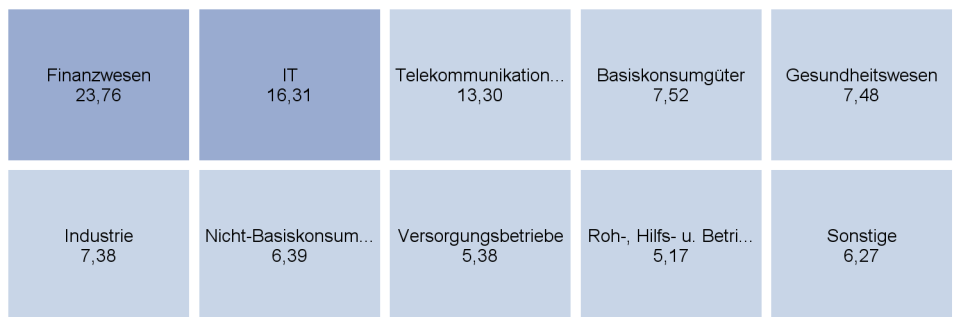 Finanzwesen
23,76
IT
16,31
Telekommunikation...
13,30
Basiskonsumgüter
7,52
Gesundheitswesen
7,48
Industrie
7,38
Nicht-Basiskonsum...
6,39
Versorgungsbetriebe
5,38
Roh-, Hilfs- u. Betri...
5,17
Sonstige
6,27